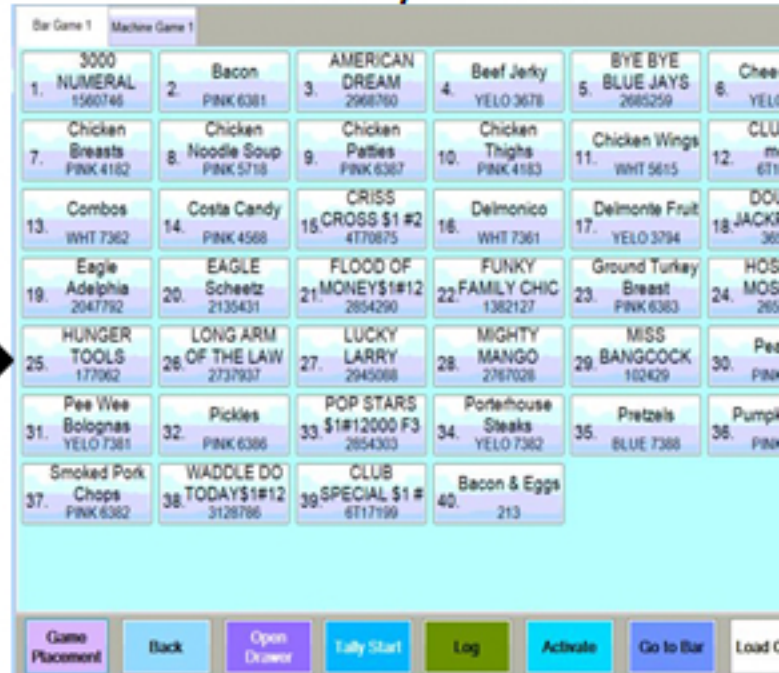 Bar Game 1 Machine Game 1
1. 3000 NUMERAL 1560746
2. Bacon PINK 6381
3. AMERICAN DREAM 2968760
4. Beef Jerky YELO 3678
5. BYE BYE BLUE JAYS 2685259
6. Chee YELO
7. Chicken Breasts PINK 4182
8. Chicken Noodle Soup PINK 5718
9. Chicken Patties PINK 6387
10. Chicken Thighs PINK 4183
11. Chicken Wings WHT 5615
12. CLU m 6T1
13. Combos WHT 7362
14. Costa Candy PINK 4568
15. CRISS CROSS $1 #2 4T70875
16. Delmonico WHT 7361
17. Delmonte Fruit YELO 3794
18. DO JACK 36
19. Eagle Adelphia 2047792
20. EAGLE Scheetz 2135431
21. FLOOD OF MONEY$1#12 2854290
22. FUNKY FAMILY CHIC 1382127
23. Ground Turkey Breast PINK 6383
24. HOS MOS 265
25. HUNGER TOOLS 177062
26. LONG ARM OF THE LAW 2737937
27. LUCKY LARRY 2945088
28. MIGHTY MANGO 2767028
29. MISS BANGCOCK 102429
30. Pea PINK
31. Pee Wee Bolognas YELO 7381
32. Pickles PINK 6386
33. POP STARS $1#12000 F3 2854303
34. Porterhouse Steaks YELO 7382
35. Pretzels BLUE 7388
36. Pump PINK
37. Smoked Pork Chops PINK 6382
38. WADDLE DO TODAY$1#12 3128786
39. CLUB SPECIAL $1 # 6T17199
40. Bacon & Eggs 213
Game Placement
Back
Open Drawer
Tally Start
Log
Activate
Go to Bar
Load